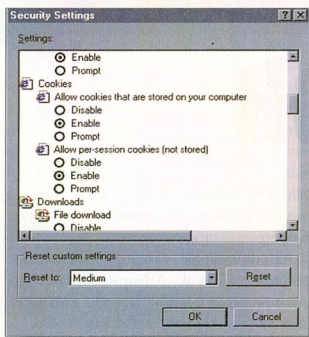 Security Settings
Settings:
Enable
Prompt
Cookies
Allow cookies that are stored on your computer
Disable
Enable
Prompt
Allow per-session cookies (not stored)
Disable
Enable
Prompt
Downloads
File download
Disable
Reset custom settings
Reset to: Medium Reset
OK Cancel